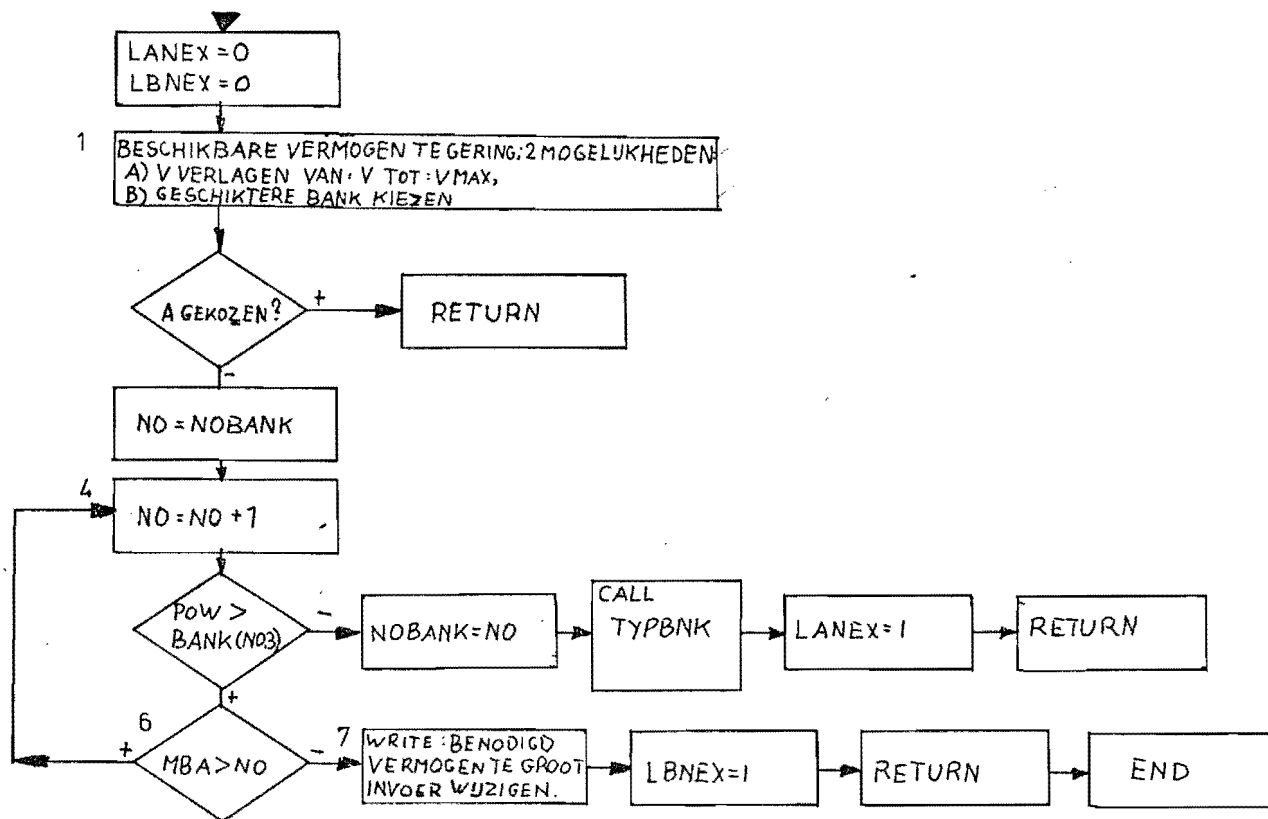 LANEX=0
LBNEX=0
1
BESCHIKBARE VERMOGEN TE GERING; 2 MOGELIJKHEDEN:
A) V VERLAGEN VAN: V TOT: VMAX,
B) GESCHIKTERE BANK KIEZEN
A GEKOZEN?
+
RETURN
-
NO=NOBANK
4
NO=NO+1
POW >
BANK(NO3)
-
NOBANK=NO
CALL
TYPBNK
LANEX=1
RETURN
+
6
+
MBA>NO
-
7
WRITE: BENODIGD
VERMOGEN TE GROOT
INVOER WIJZIGEN.
LBNEX=1
RETURN
END